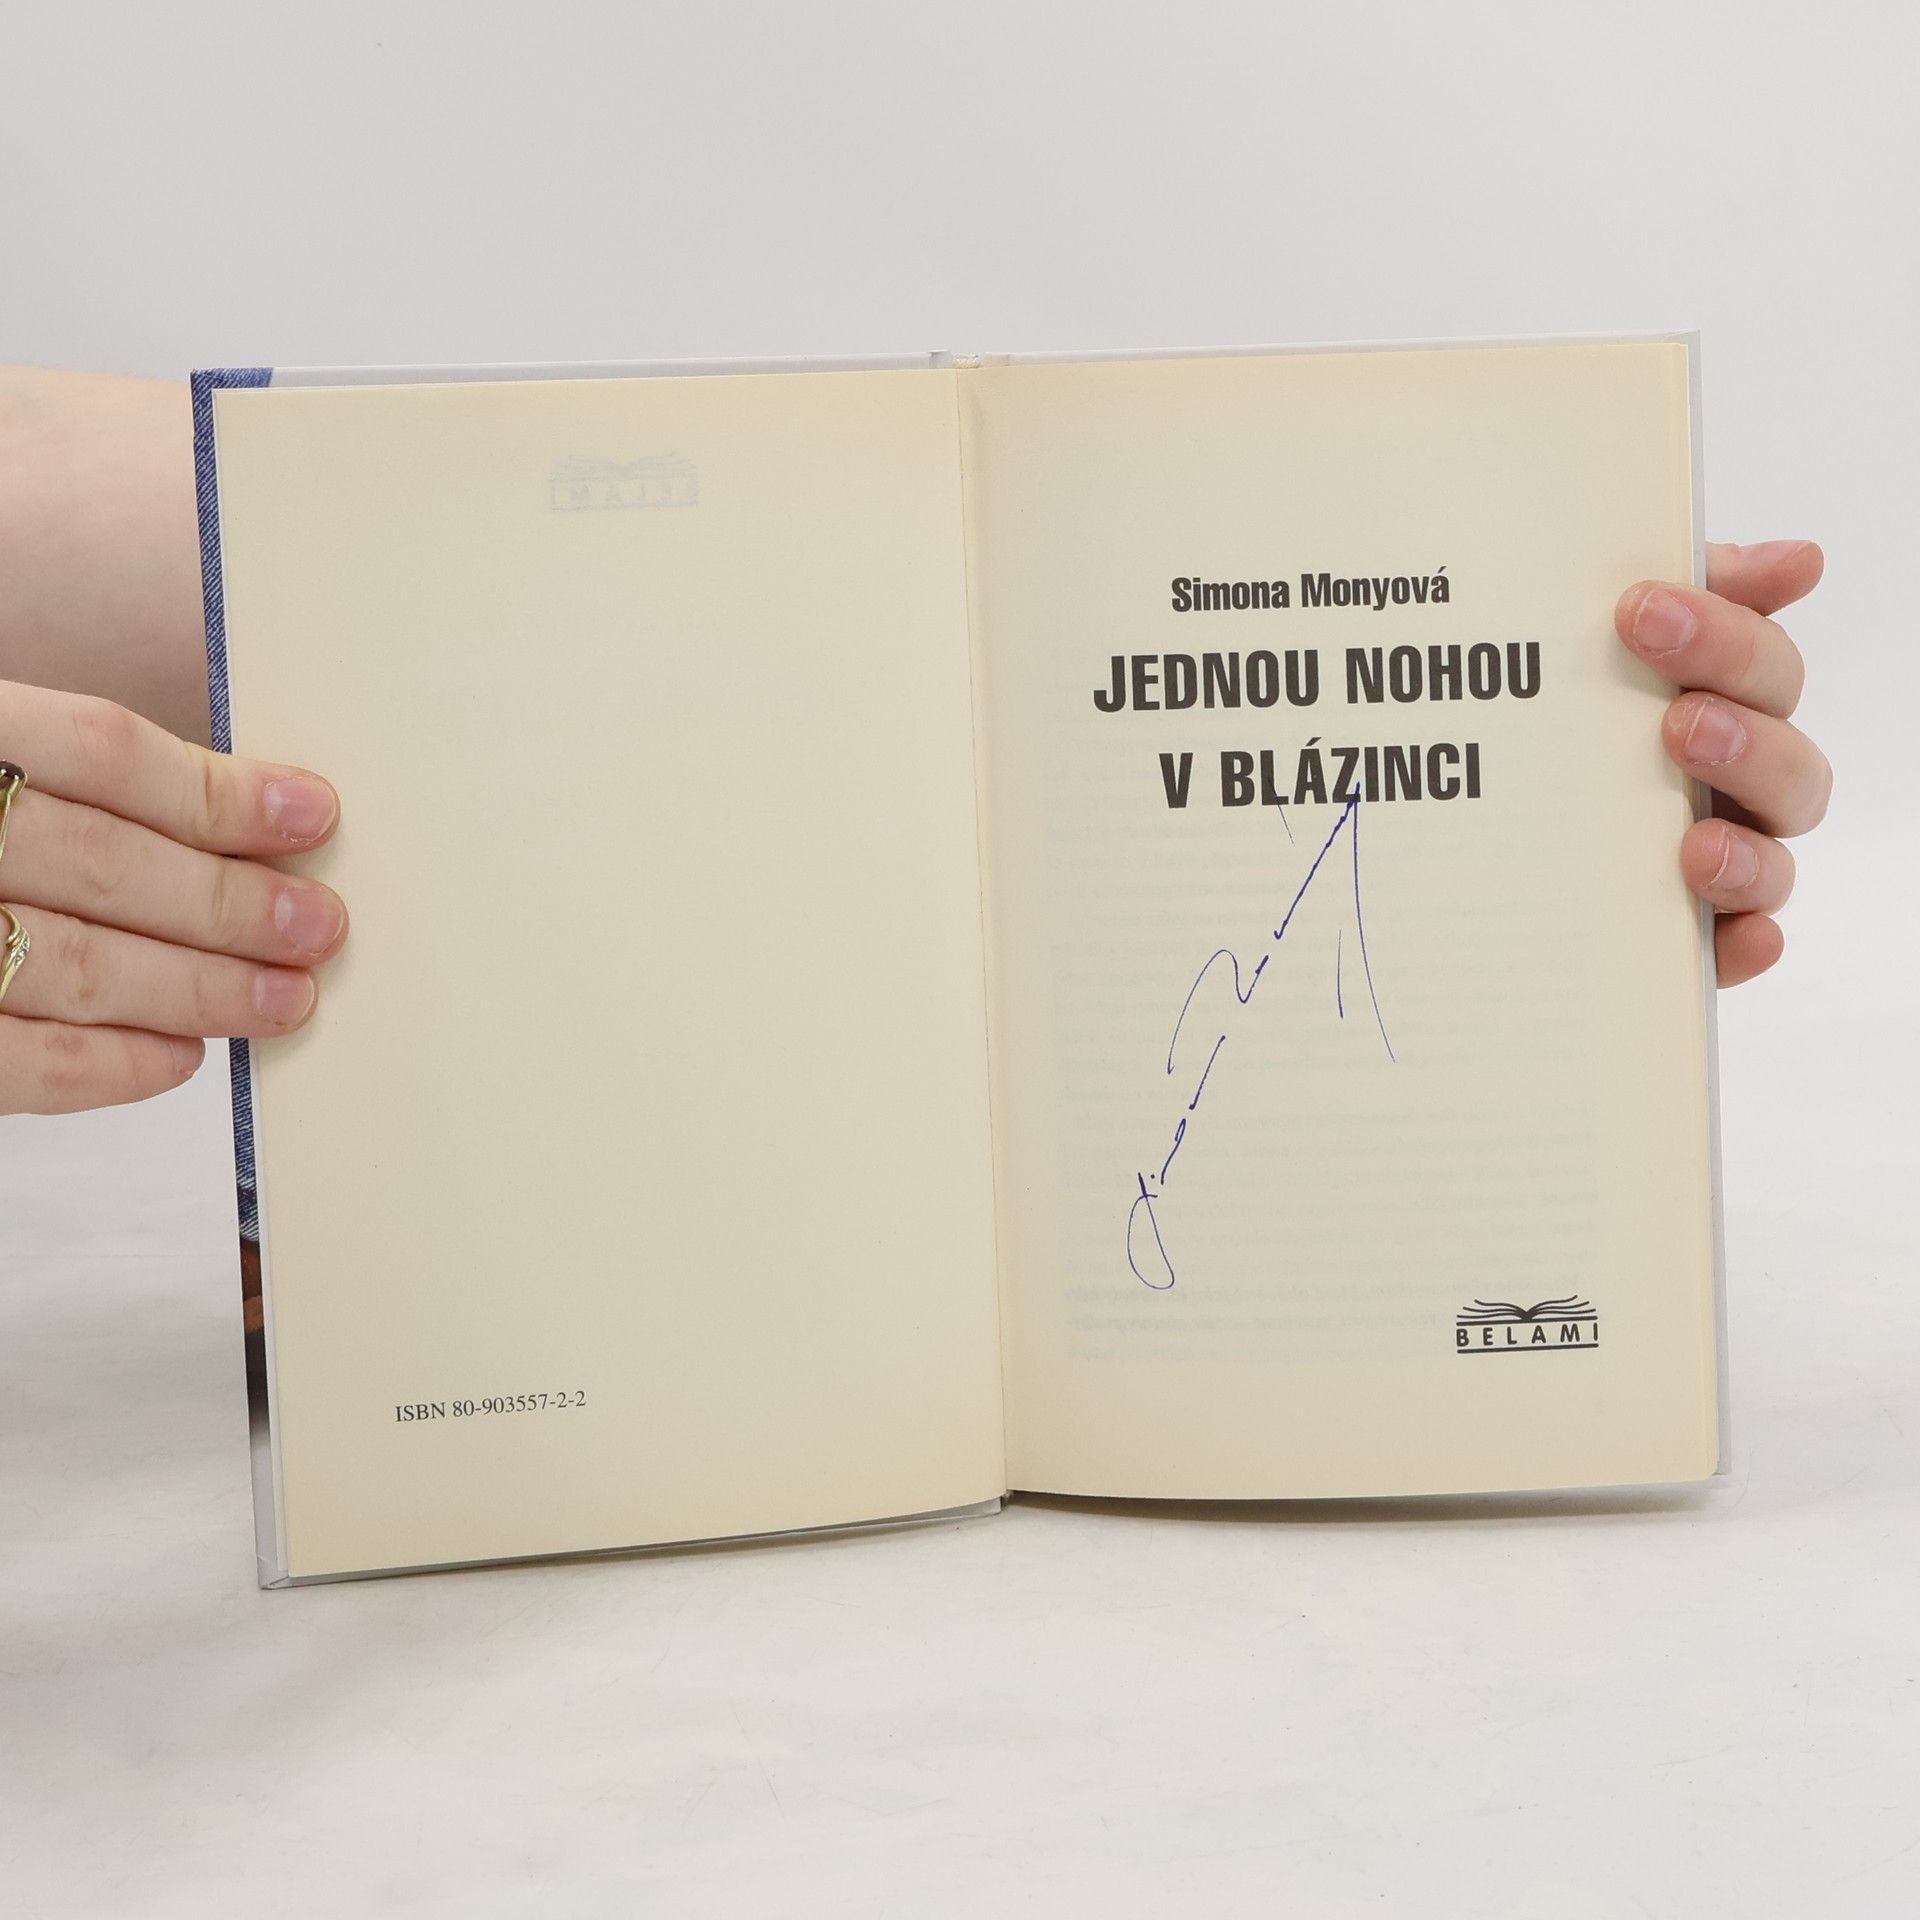 ISBN 80-903557-2-2
Simona Monyová
JEDNOU NOHOU
V BLÁZINCI
BELAMI